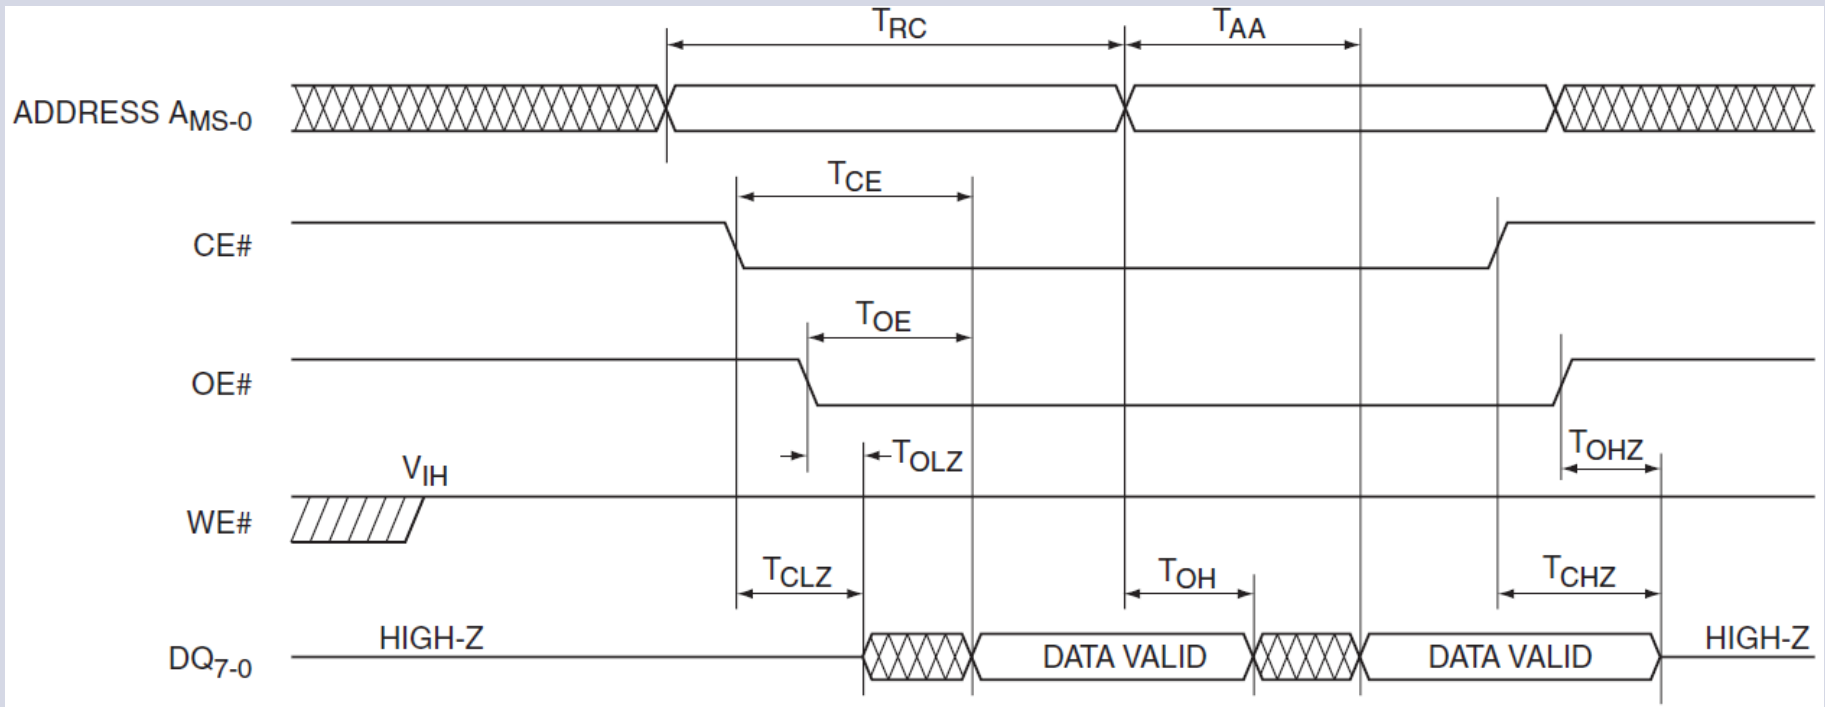 TRC TAA
ADDRESS AMS-0
TCE
CE#
TOE
OE#
TOLZ TOHZ
VIH
WE#
TCLZ TOH TCHZ
HIGH-Z DATA VALID DATA VALID HIGH-Z
DQ7-0